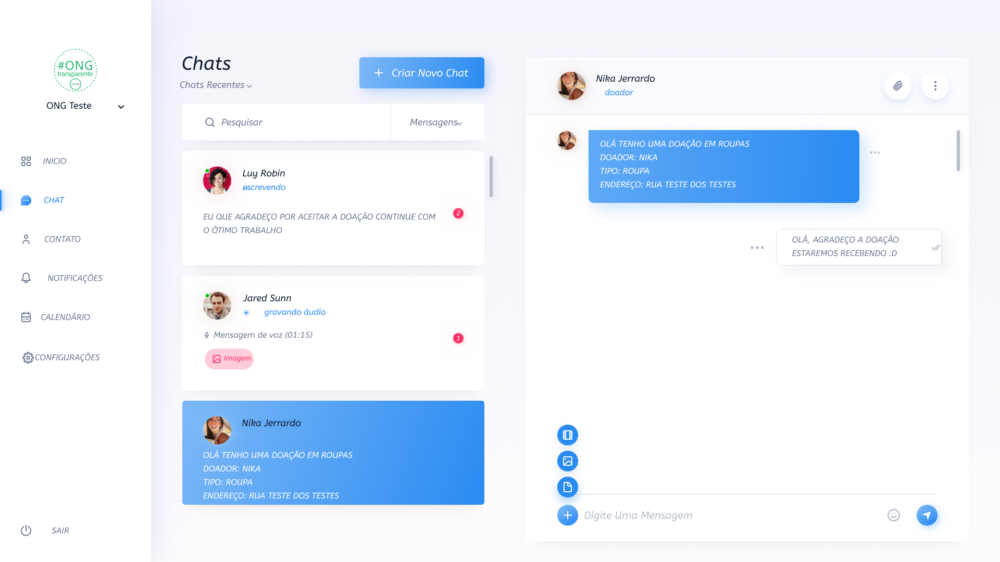 #ONG
transparente
DOAR
ONG Teste
INICIO
CHAT
CONTATO
NOTIFICAÇÕES
CALENDÁRIO
CONFIGURAÇÕES
SAIR
Chats
Chats Recentes
Criar Novo Chat
Pesquisar
Mensagens
Luy Robin
escrevendo
EU QUE AGRADEÇO POR ACEITAR A DOAÇÃO CONTINUE COM
O ÓTIMO TRABALHO
2
Jared Sunn
gravando áudio
Mensagem de voz (01:15)
1
Imagem
Nika Jerrardo
OLÁ TENHO UMA DOAÇÃO EM ROUPAS
DOADOR: NIKA
TIPO: ROUPA
ENDEREÇO: RUA TESTE DOS TESTES
Nika Jerrardo
doador
OLÁ TENHO UMA DOAÇÃO EM ROUPAS
DOADOR: NIKA
TIPO: ROUPA
ENDEREÇO: RUA TESTE DOS TESTES
OLÁ, AGRADEÇO A DOAÇÃO
ESTAREMOS RECEBENDO :D
Digite Uma Mensagem